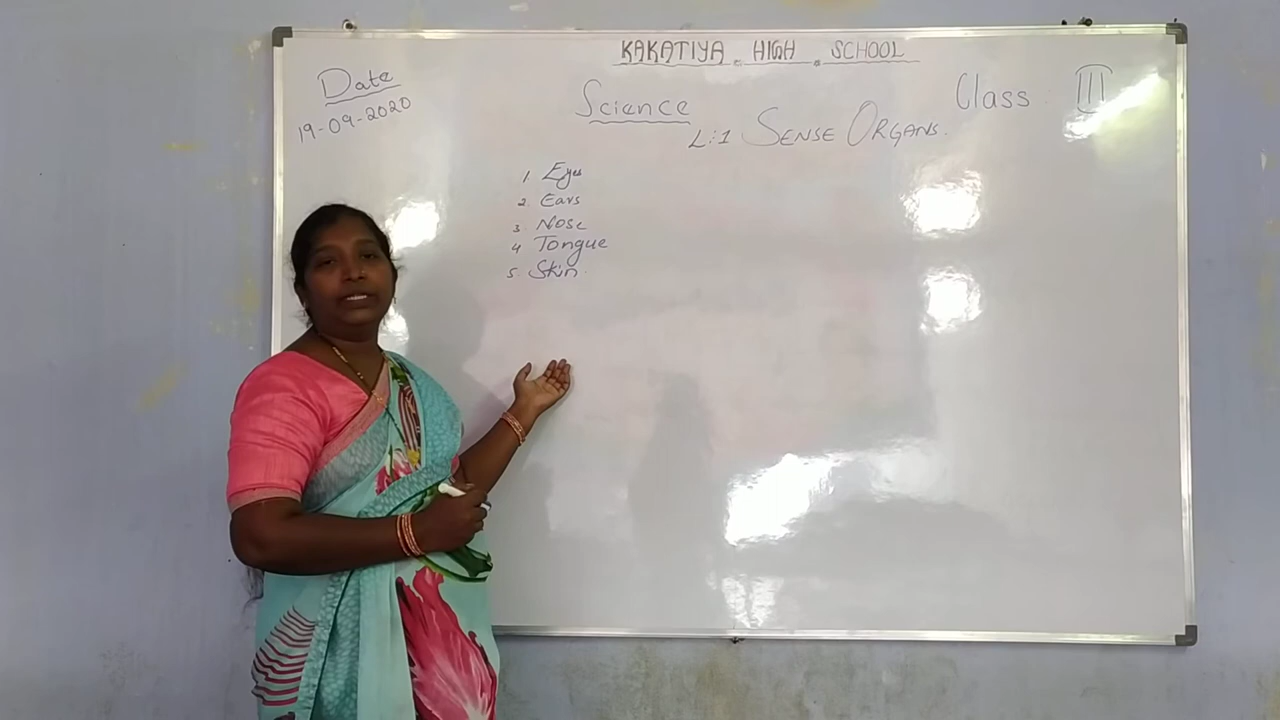 KAKATIYA . HIGH . SCHOOL
Date
19-09-2020
Science
Class III
L:1 SENSE ORGANS.
1. Eyes
2. Ears
3 Nose
4 Tongue
5. Skin.